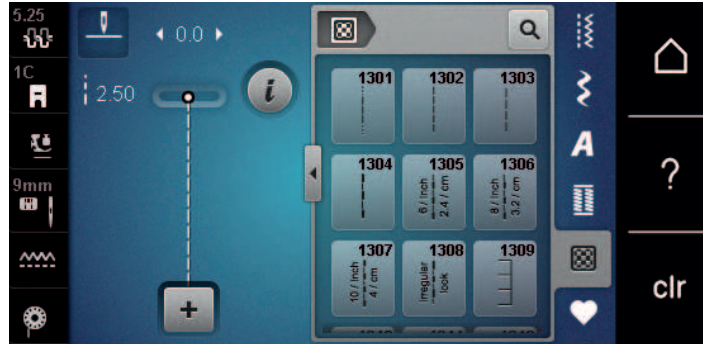 5.25
1C
9mm
0.0
2.50
i
+
1301
1302
1303
1304
1305
6 / Inch
2.4 / cm
1306
8 / Inch
3.2 / cm
1307
10 / Inch
4 / cm
1308
Irregular
look
1309
A
?
clr